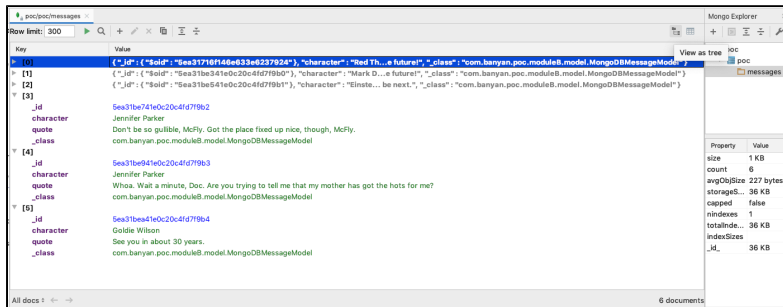 poc/poc/messages
Mongo Explorer
Row limit: 300
View as tree
Key Value
[0] { "_id" : { "$oid" : "5ea31716f146e633e6237924" }, "character" : "Red Th...e future!", "_class" : "com.banyan.poc.moduleB.model.MongoDBMessageModel" }
poc
[1] { "_id" : { "$oid" : "5ea31be341e0c20c4fd7f9b0" }, "character" : "Mark D...e future!", "_class" : "com.banyan.poc.moduleB.model.MongoDBMessageModel" }
poc
[2] { "_id" : { "$oid" : "5ea31be541e0c20c4fd7f9b1" }, "character" : "Einste... be next.", "_class" : "com.banyan.poc.moduleB.model.MongoDBMessageModel" }
messages
[3]
_id 5ea31be741e0c20c4fd7f9b2
character Jennifer Parker
quote Don't be so gullible, McFly. Got the place fixed up nice, though, McFly.
_class com.banyan.poc.moduleB.model.MongoDBMessageModel
[4]
_id 5ea31be941e0c20c4fd7f9b3
character Jennifer Parker
quote Whoa. Wait a minute, Doc. Are you trying to tell me that my mother has got the hots for me?
_class com.banyan.poc.moduleB.model.MongoDBMessageModel
[5]
_id 5ea31bea41e0c20c4fd7f9b4
character Goldie Wilson
quote See you in about 30 years.
_class com.banyan.poc.moduleB.model.MongoDBMessageModel
Property Value
size 1 KB
count 6
avgObjSize 227 bytes
storageS... 36 KB
capped false
nindexes 1
totalInde... 36 KB
indexSizes
_id_ 36 KB
All docs
6 documents